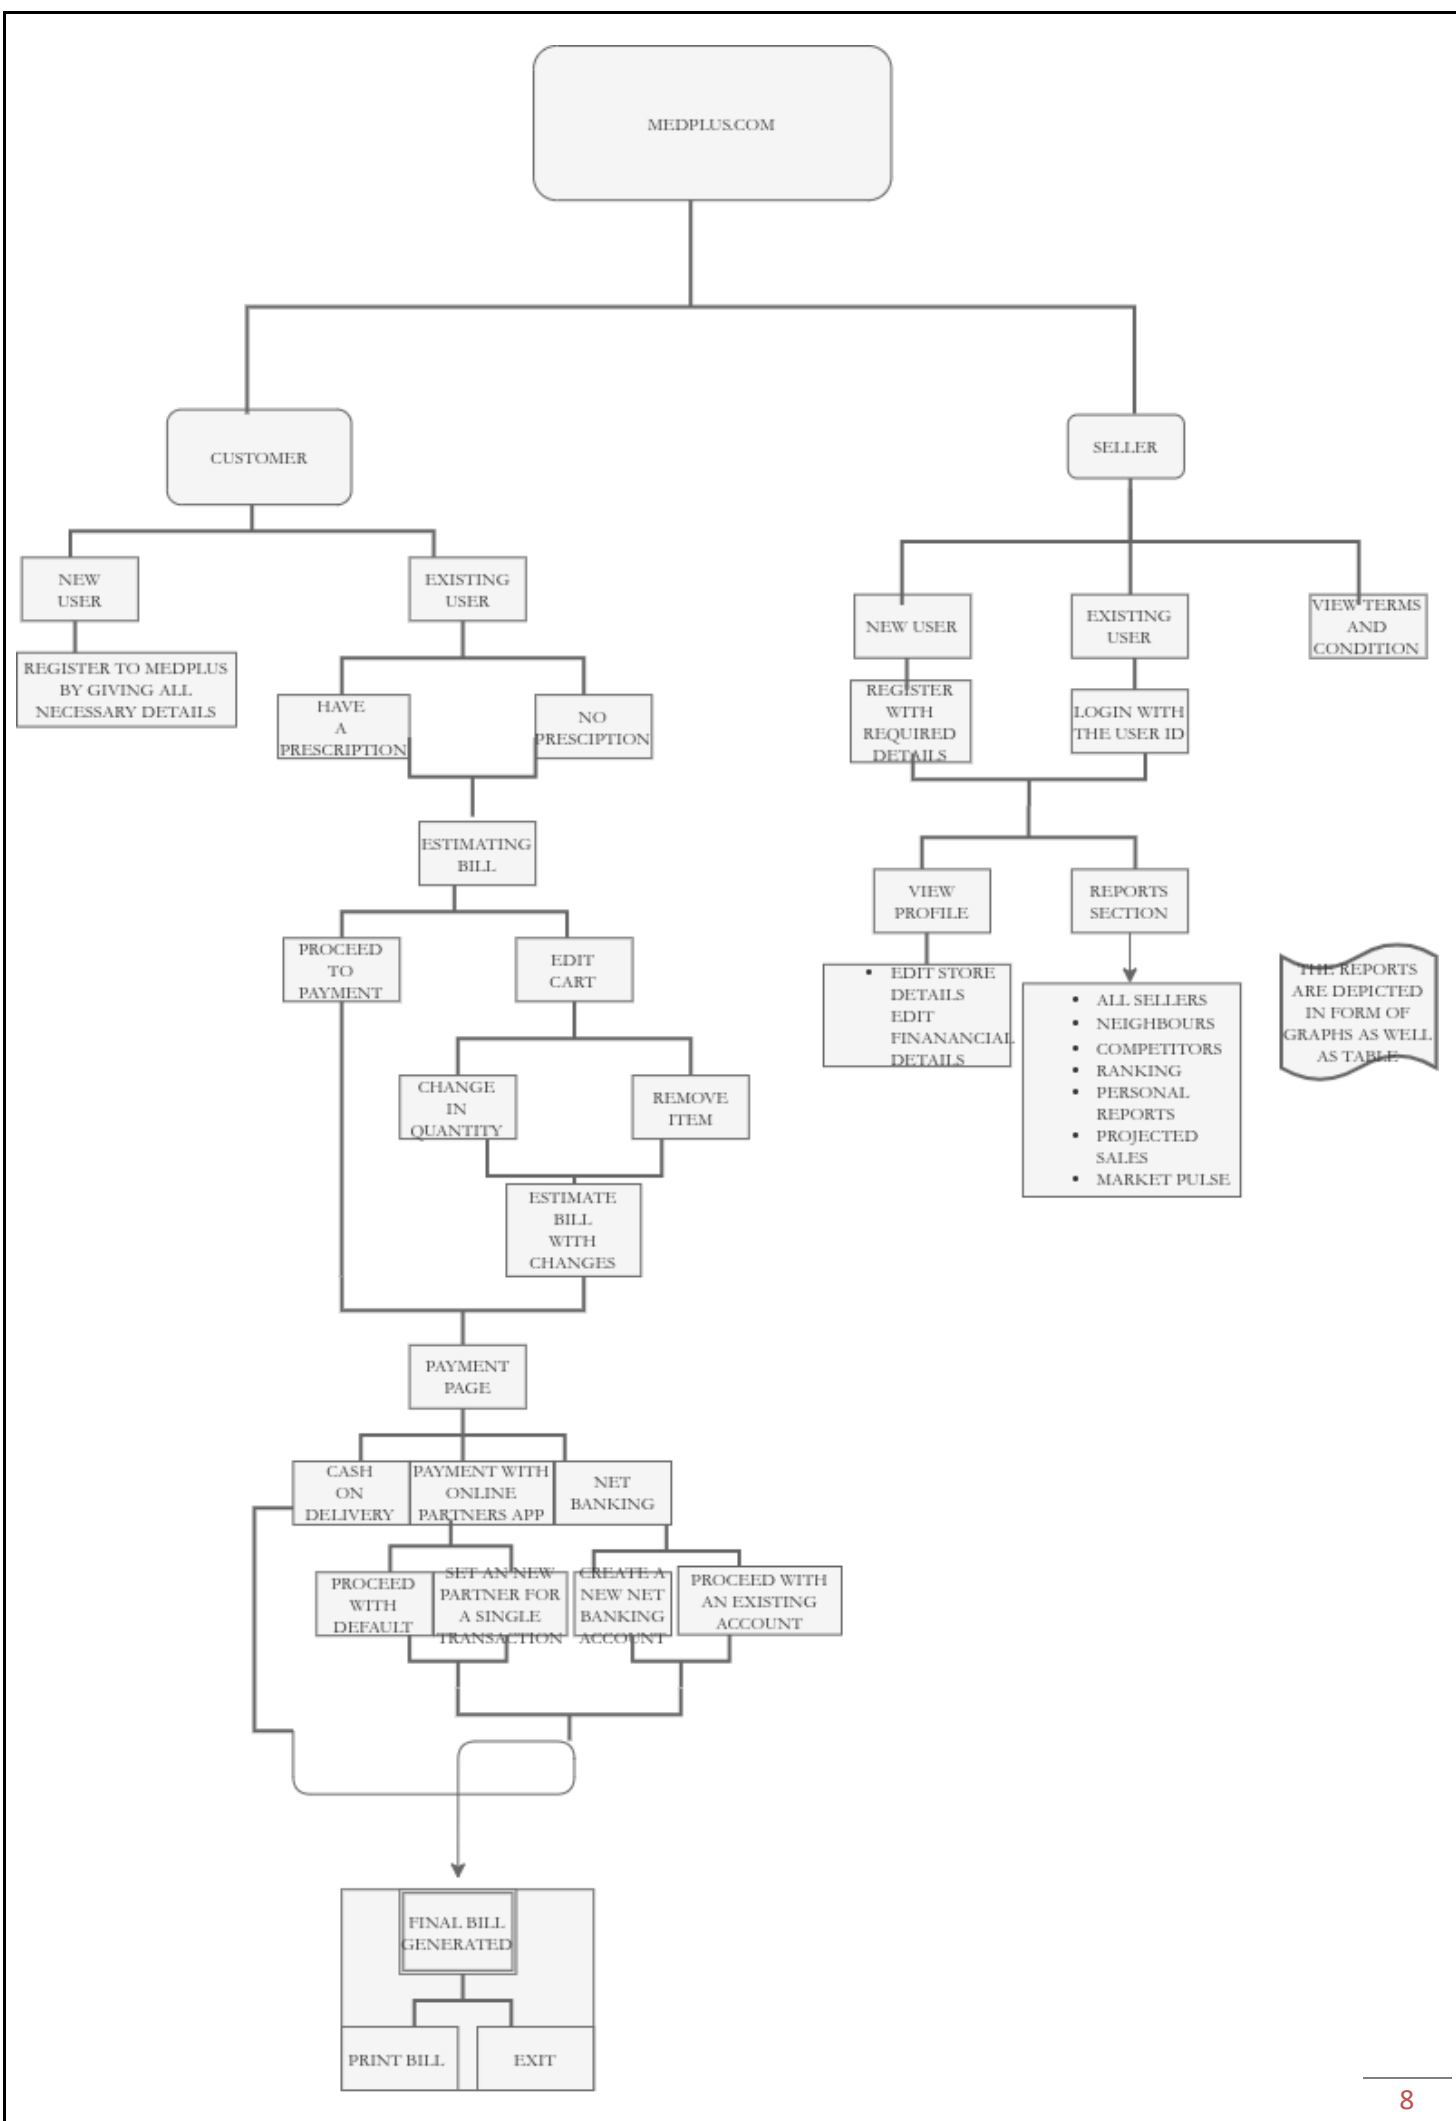 MEDPLUS.COM
CUSTOMER
SELLER
NEW
USER
EXISTING
USER
REGISTER TO MEDPLUS
BY GIVING ALL
NECESSARY DETAILS
HAVE
A
PRESCRIPTION
NO
PRESCIPTION
ESTIMATING
BILL
PROCEED
TO
PAYMENT
EDIT
CART
CHANGE
IN
QUANTITY
REMOVE
ITEM
ESTIMATE
BILL
WITH
CHANGES
PAYMENT
PAGE
CASH
ON
DELIVERY
PAYMENT WITH
ONLINE
PARTNERS APP
NET
BANKING
PROCEED
WITH
DEFAULT
SET AN NEW
PARTNER FOR
A SINGLE
TRANSACTION
CREATE A
NEW NET
BANKING
ACCOUNT
PROCEED WITH
AN EXISTING
ACCOUNT
FINAL BILL
GENERATED
PRINT BILL
EXIT
NEW USER
EXISTING
USER
VIEW TERMS
AND
CONDITION
REGISTER
WITH
REQUIRED
DETAILS
LOGIN WITH
THE USER ID
VIEW
PROFILE
REPORTS
SECTION
• EDIT STORE
DETAILS
EDIT
FINANANCIAL
DETAILS
• ALL SELLERS
• NEIGHBOURS
• COMPETITORS
• RANKING
• PERSONAL
REPORTS
• PROJECTED
SALES
• MARKET PULSE
THE REPORTS
ARE DEPICTED
IN FORM OF
GRAPHS AS WELL
AS TABLE
8